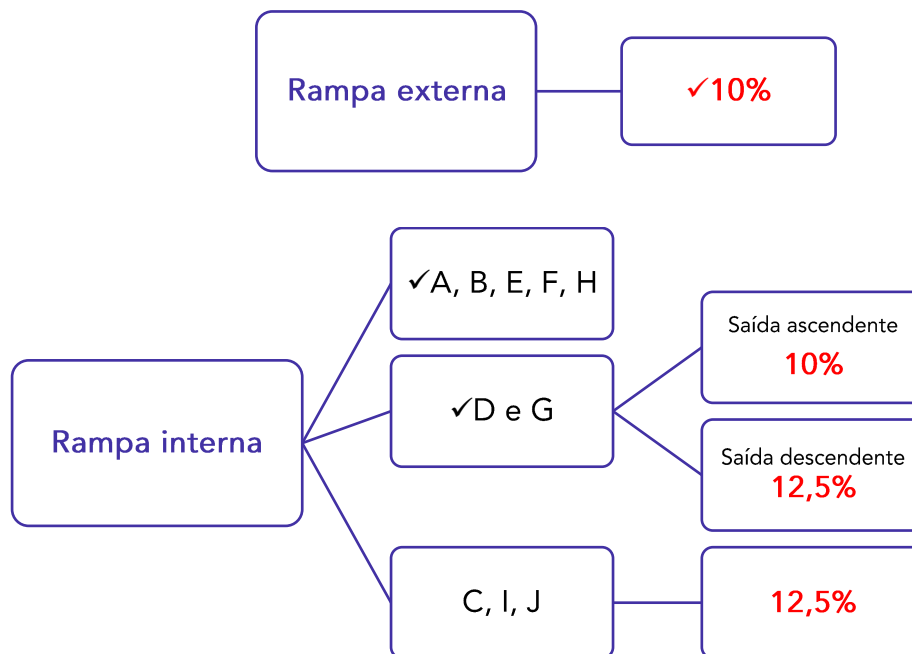 Rampa externa
✓10%
✓A, B, E, F, H
Saída ascendente
10%
Rampa interna
✓D e G
Saída descendente
12,5%
C, I, J
12,5%